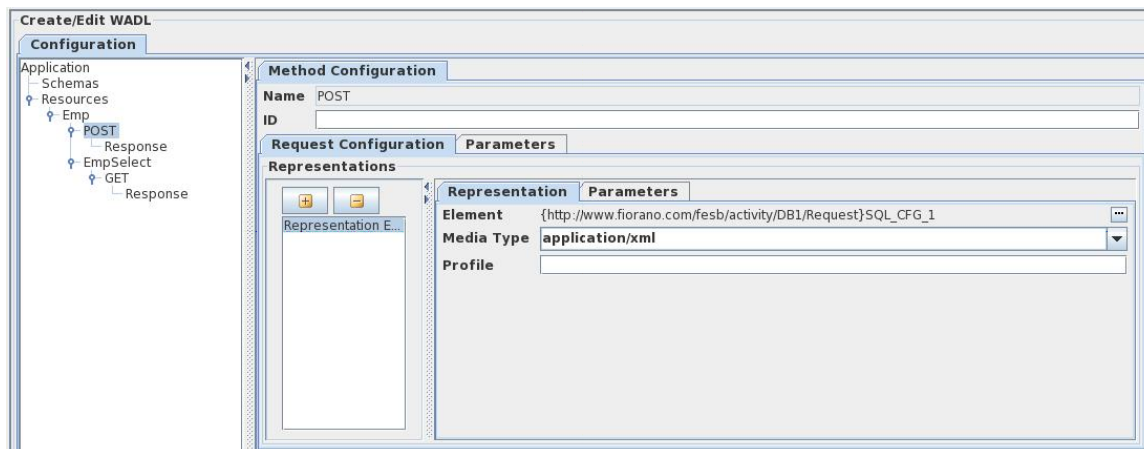 Create/Edit WADL
Configuration
Application
Schemas
Resources
Emp
POST
Response
EmpSelect
GET
Response
Method Configuration
Name POST
ID
Request Configuration Parameters
Representations
Representation E...
Representation Parameters
Element {http://www.fiorano.com/fesb/activity/DB1/Request}SQL_CFG_1 ...
Media Type application/xml
Profile